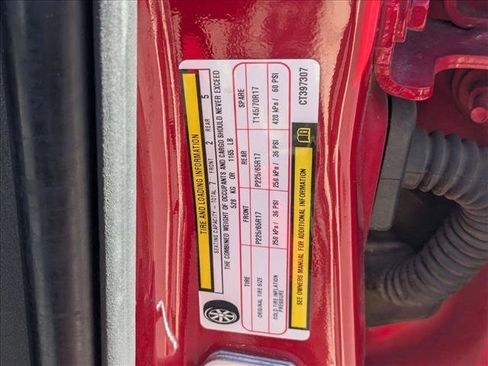 TIRE AND LOADING INFORMATION
SEATING CAPACITY - TOTAL 7 FRONT 2 REAR 5
THE COMBINED WEIGHT OF OCCUPANTS AND CARGO SHOULD NEVER EXCEED
528 KG OR 1165 LB
TIRE FRONT REAR SPARE
ORIGINAL TIRE SIZE P225/65R17 P225/65R17 T145/70R17
COLD TIRE INFLATION PRESSURE 250 kPa / 36 PSI 250 kPa / 36 PSI 420 kPa / 60 PSI
SEE OWNERS MANUAL FOR ADDITIONAL INFORMATION
CT397307